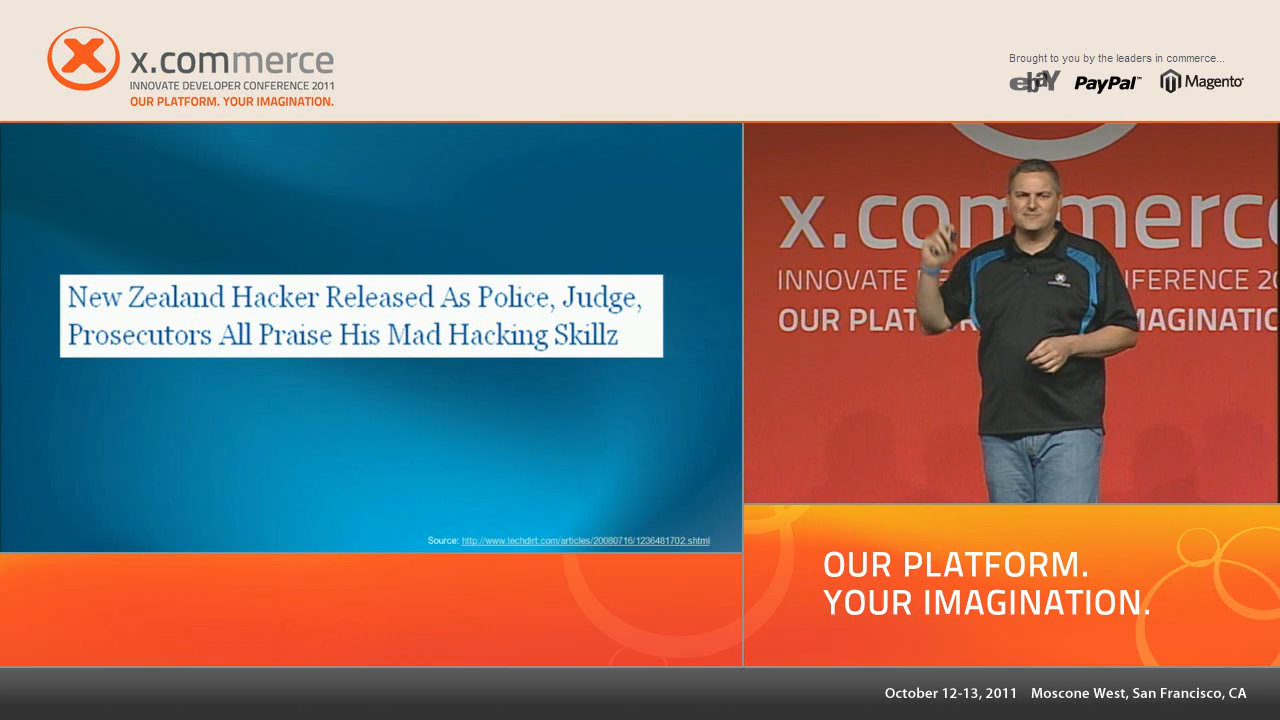 x.commerce
INNOVATE DEVELOPER CONFERENCE 2011
OUR PLATFORM. YOUR IMAGINATION.
Brought to you by the leaders in commerce...
ebaY PayPal™ Magento®
New Zealand Hacker Released As Police, Judge,
Prosecutors All Praise His Mad Hacking Skillz
Source: http://www.techdirt.com/articles/20080716/1236481702.shtml
x.commerce
INNOVATE DE FERENCE 20
OUR PLAT MAGINATIO
OUR PLATFORM.
YOUR IMAGINATION.
October 12-13, 2011 Moscone West, San Francisco, CA